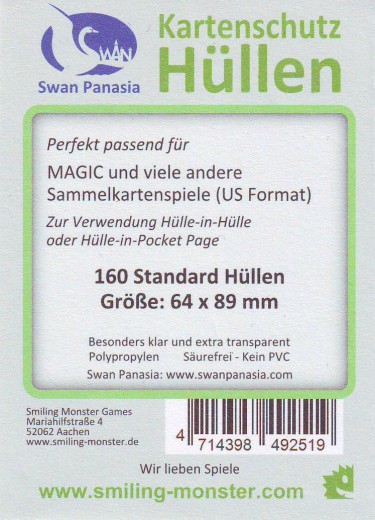 Kartenschutz
Hüllen
SWAN
Swan Panasia
Perfekt passend für
MAGIC und viele andere
Sammelkartenspiele (US Format)
Zur Verwendung Hülle-in-Hülle
oder Hülle-in-Pocket Page
160 Standard Hüllen
Größe: 64 x 89 mm
Besonders klar und extra transparent
Polypropylen Säurefrei - Kein PVC
Swan Panasia: www.swanpanasia.com
Smiling Monster Games
Mariahilfstraße 4
52062 Aachen
www.smiling-monster.de
4 714398 492519
Wir lieben Spiele
www.smiling-monster.com